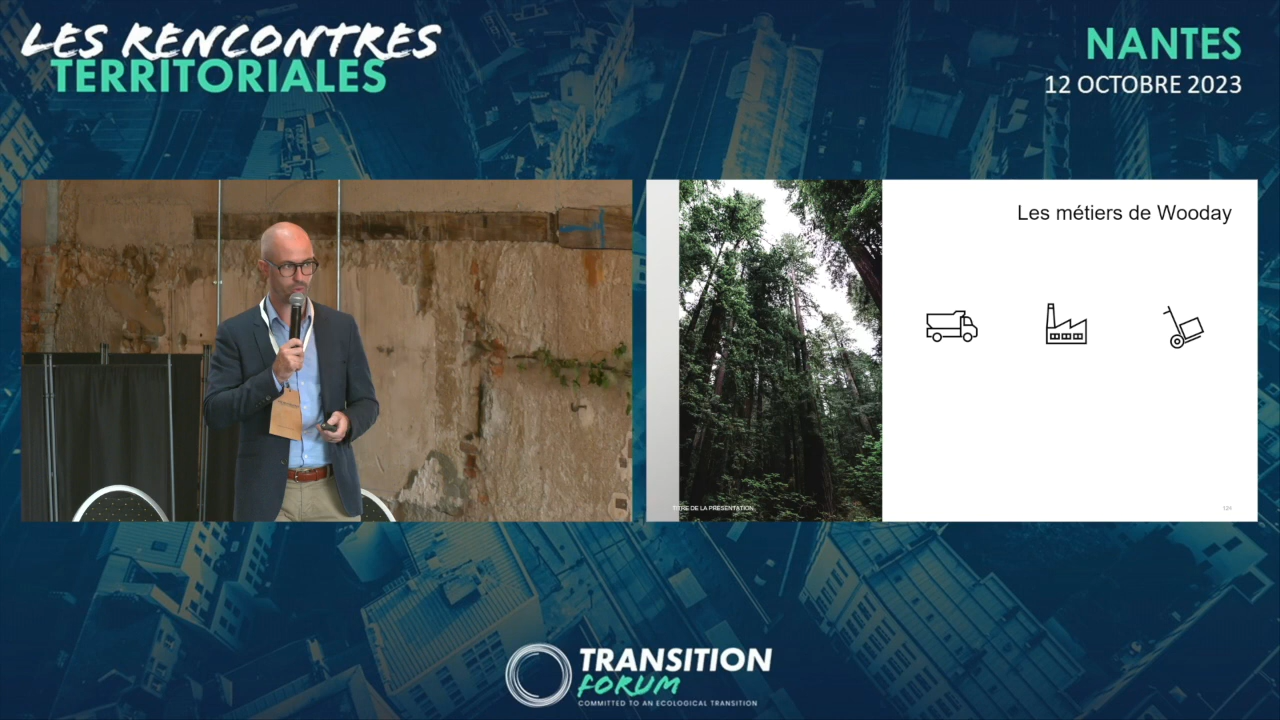 LES RENCONTRES
TERRITORIALES
NANTES
12 OCTOBRE 2023
Les métiers de Wooday
TITRE DE LA PRÉSENTATION
124
TRANSITION
FORUM
COMMITTED TO AN ECOLOGICAL TRANSITION